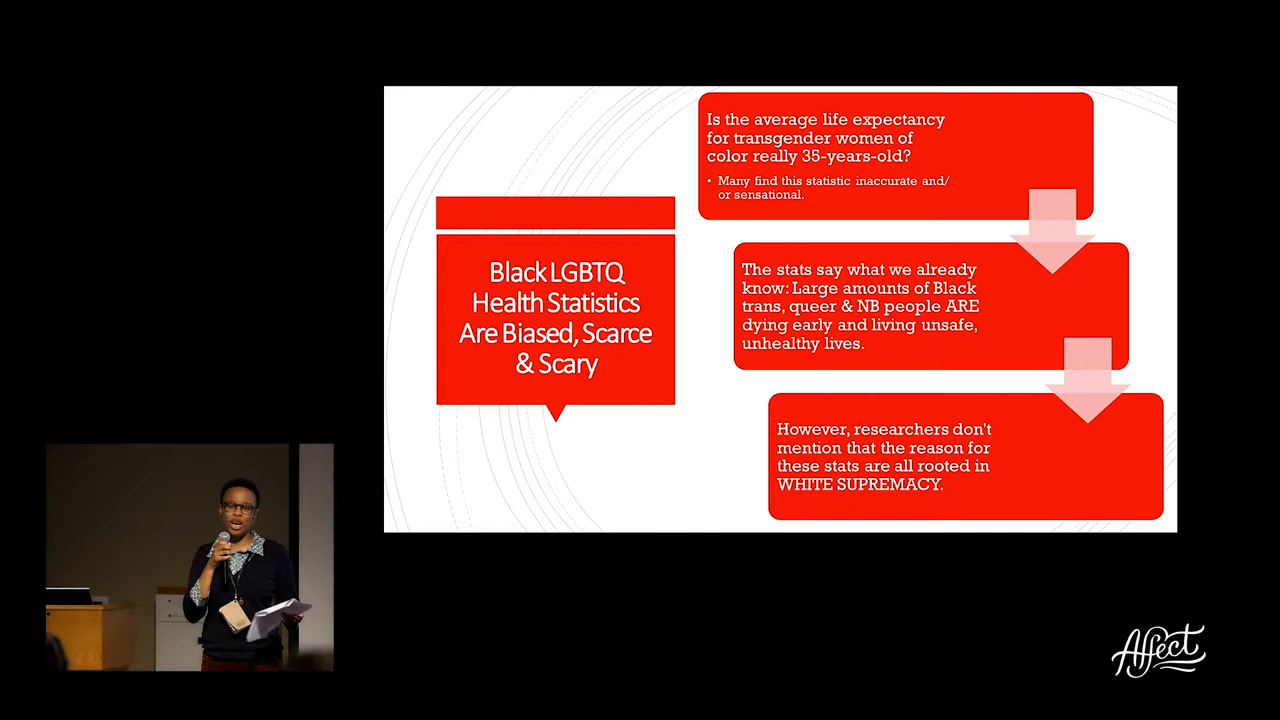 Black LGBTQ
Health Statistics
Are Biased, Scarce
& Scary
Is the average life expectancy
for transgender women of
color really 35-years-old?
• Many find this statistic inaccurate and/
or sensational.
The stats say what we already
know: Large amounts of Black
trans, queer & NB people ARE
dying early and living unsafe,
unhealthy lives.
However, researchers don't
mention that the reason for
these stats are all rooted in
WHITE SUPREMACY.
Affect